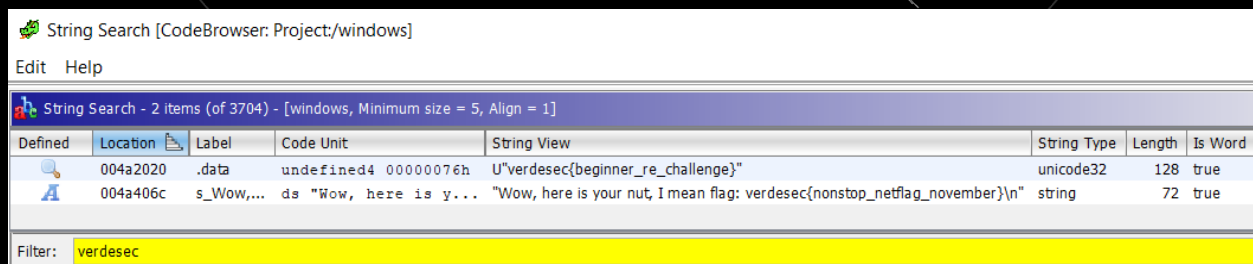 String Search [CodeBrowser: Project:/windows]
Edit Help
String Search - 2 items (of 3704) - [windows, Minimum size = 5, Align = 1]
Defined Location Label Code Unit String View String Type Length Is Word
004a2020 .data undefined4 00000076h U"verdesec{beginner_re_challenge}" unicode32 128 true
A 004a406c s_Wow,... ds "Wow, here is y... "Wow, here is your nut, I mean flag: verdesec{nonstop_netflag_november}\n" string 72 true
Filter: verdesec